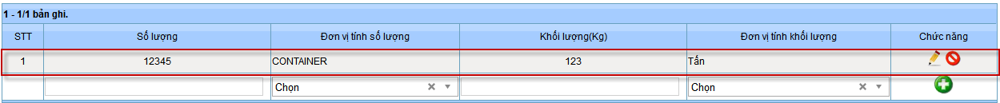 1 - 1/1 bản ghi.
STT Số lượng Đơn vị tính số lượng Khối lượng(Kg) Đơn vị tính khối lượng Chức năng
1 12345 CONTAINER 123 Tấn
Chọn Chọn